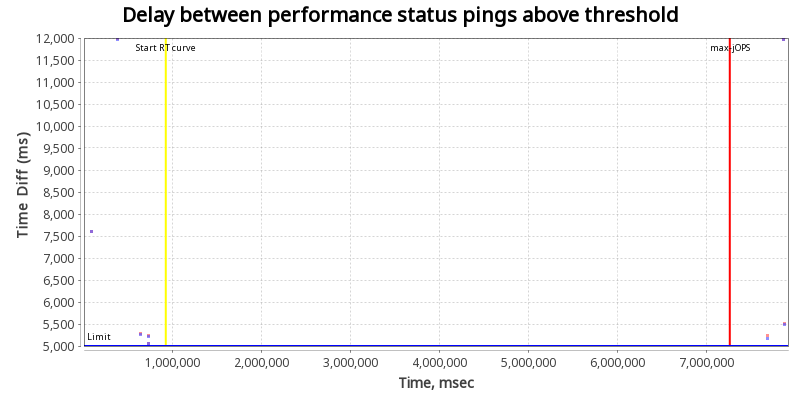 Delay between performance status pings above threshold
Time Diff (ms)
12,000
11,500
11,000
10,500
10,000
9,500
9,000
8,500
8,000
7,500
7,000
6,500
6,000
5,500
5,000
Start RT curve
max-jOPS
Limit
1,000,000 2,000,000 3,000,000 4,000,000 5,000,000 6,000,000 7,000,000
Time, msec